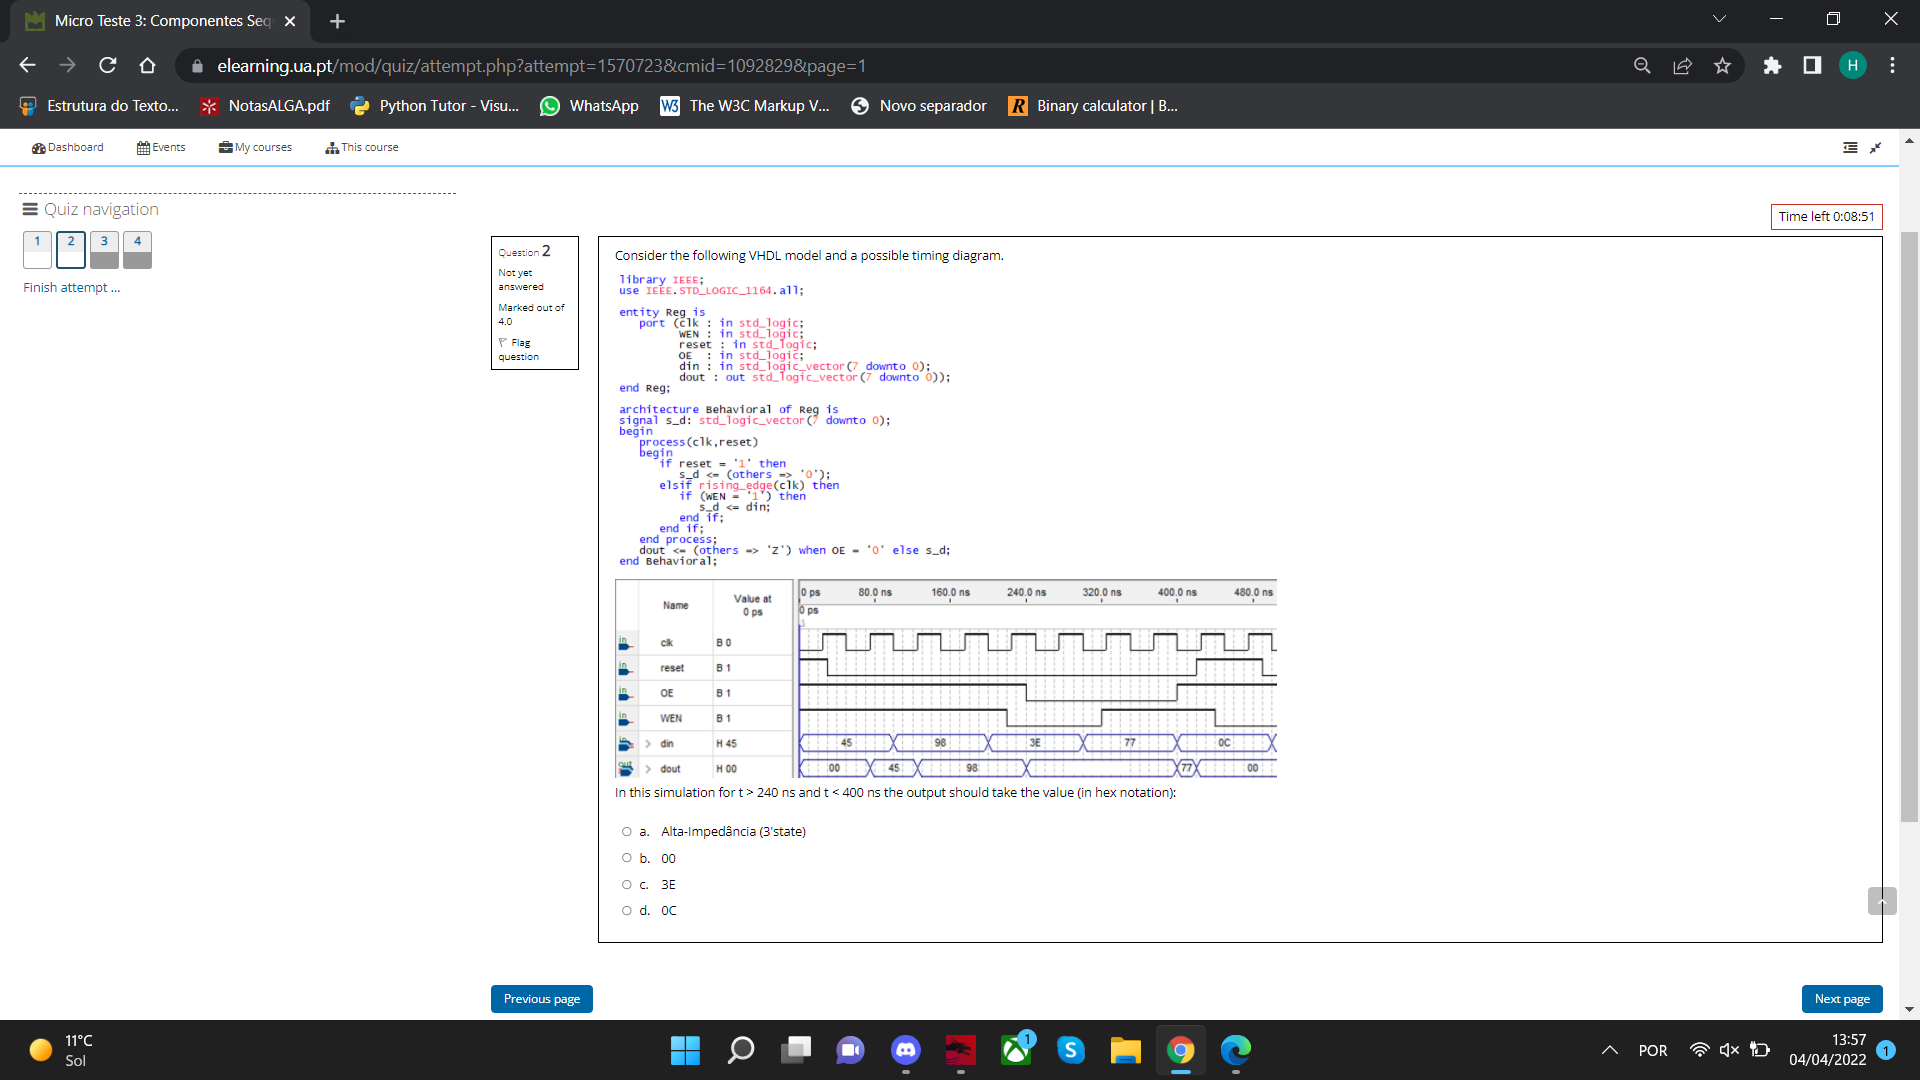 Micro Teste 3: Componentes Seq
elearning.ua.pt/mod/quiz/attempt.php?attempt=1570723&cmid=1092829&page=1
H
Estrutura do Texto...
NotasALGA.pdf
Python Tutor - Visu...
WhatsApp
W3
The W3C Markup V...
Novo separador
R
Binary calculator | B...
Dashboard
Events
My courses
This course
Quiz navigation
1
2
3
4
Finish attempt ...
Time left 0:08:51
Question 2
Not yet
answered
Marked out of
4.0
Flag
question
Consider the following VHDL model and a possible timing diagram.
library IEEE;
use IEEE.STD_LOGIC_1164.all;
entity Reg is
port (clk : in std_logic;
WEN : in std_logic;
reset : in std_logic;
OE : in std_logic;
din : in std_logic_vector(7 downto 0);
dout : out std_logic_vector(7 downto 0));
end Reg;
architecture Behavioral of Reg is
signal s_d: std_logic_vector(7 downto 0);
begin
process(clk,reset)
begin
if reset = '1' then
s_d <= (others => '0');
elsif rising_edge(clk) then
if (WEN = '1') then
s_d <= din;
end if;
end if;
end process;
dout <= (others => 'Z') when OE = '0' else s_d;
end Behavioral;
Name
Value at
0 ps
0 ps
80.0 ns
160.0 ns
240.0 ns
320.0 ns
400.0 ns
480.0 ns
0 ps
in
clk
B 0
in
reset
B 1
in
OE
B 1
in
WEN
B 1
in
> din
H 45
45
98
3E
77
0C
out
> dout
H 00
00
45
98
77
00
In this simulation for t > 240 ns and t < 400 ns the output should take the value (in hex notation):
a. Alta-Impedância (3'state)
b. 00
c. 3E
d. 0C
Previous page
Next page
11°C
Sol
1
S
POR
13:57
04/04/2022
1